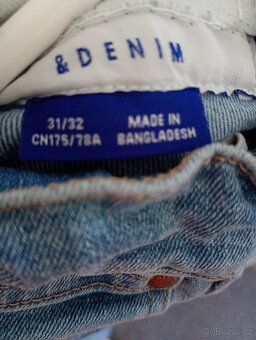 & DENIM
31/32
CN175/78A
MADE IN
BANGLADESH
© Bazos.cz